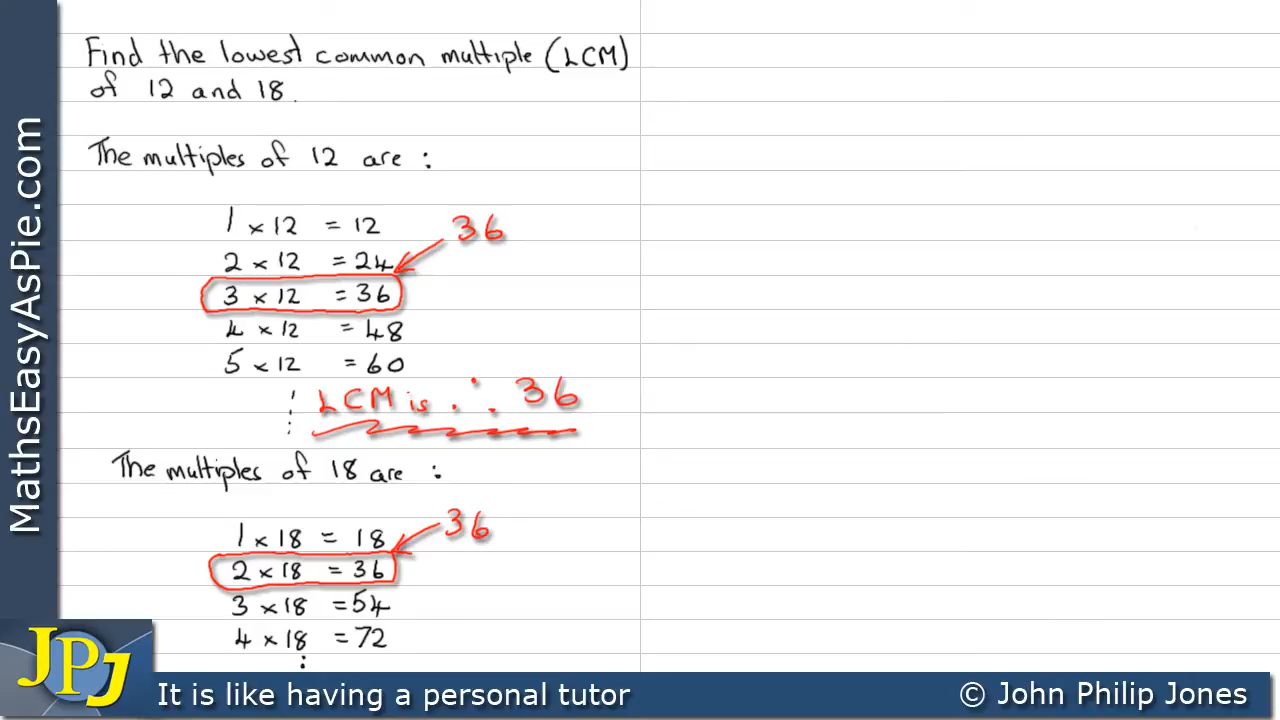 Find the lowest common multiple (LCM)
of 12 and 18.
The multiples of 12 are :
1 × 12 = 12
36
2 × 12 = 24
3 × 12 = 36
4 × 12 = 48
5 × 12 = 60
LCM is ∴ 36
The multiples of 18 are :
36
1 × 18 = 18
2 × 18 = 36
3 × 18 = 54
4 × 18 = 72
MathsEasyAsPie.com
JPJ
It is like having a personal tutor
© John Philip Jones